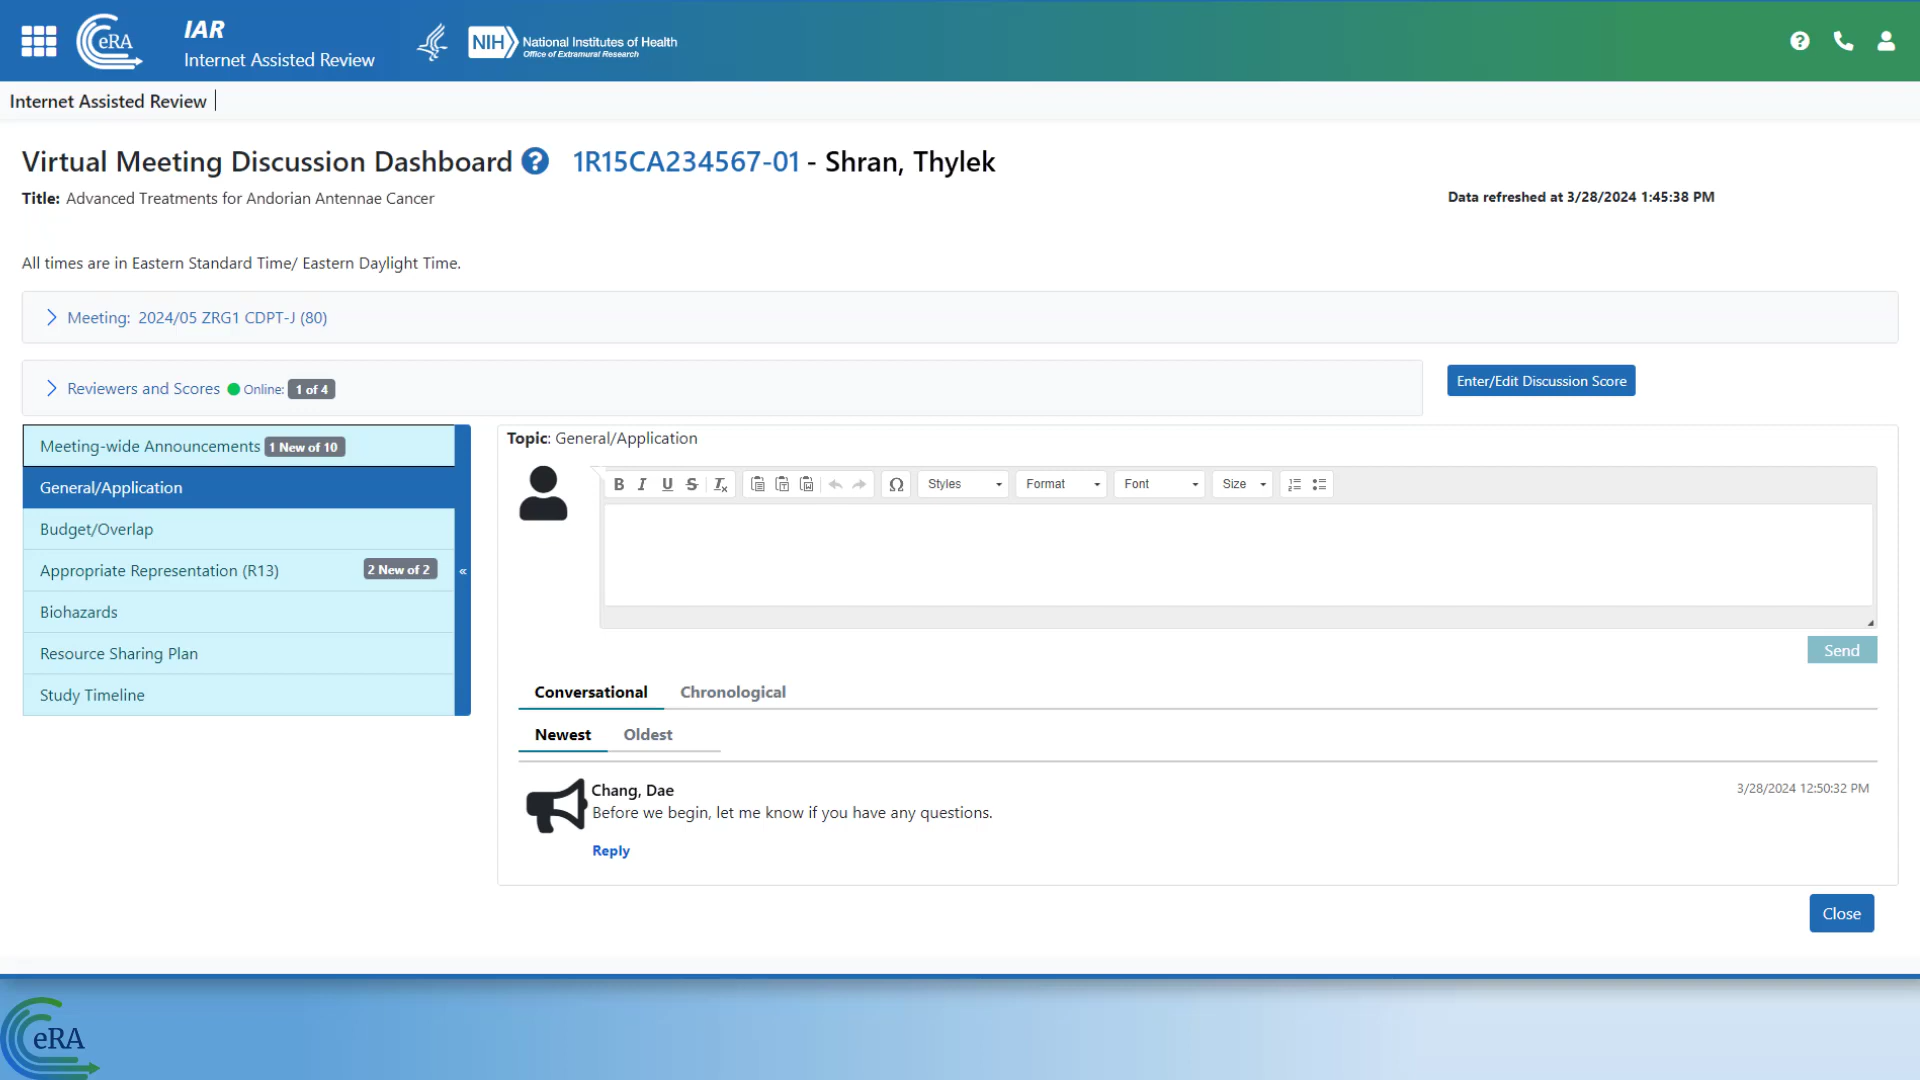 eRA
IAR
Internet Assisted Review
NIH National Institutes of Health
Office of Extramural Research
Internet Assisted Review
Virtual Meeting Discussion Dashboard ? 1R15CA234567-01 - Shran, Thylek
Title: Advanced Treatments for Andorian Antennae Cancer
Data refreshed at 3/28/2024 1:45:38 PM
All times are in Eastern Standard Time/ Eastern Daylight Time.
Meeting: 2024/05 ZRG1 CDPT-J (80)
Reviewers and Scores Online: 1 of 4
Enter/Edit Discussion Score
Meeting-wide Announcements 1 New of 10
General/Application
Budget/Overlap
Appropriate Representation (R13) 2 New of 2
Biohazards
Resource Sharing Plan
Study Timeline
«
Topic: General/Application
B I U S Tx Ω Styles Format Font Size
Send
Conversational Chronological
Newest Oldest
Chang, Dae
3/28/2024 12:50:32 PM
Before we begin, let me know if you have any questions.
Reply
Close
eRA